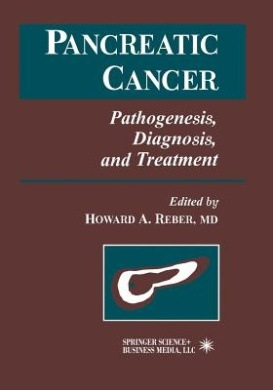 PANCREATIC
CANCER
Pathogenesis,
Diagnosis,
and Treatment
Edited by
HOWARD A. REBER, MD
SPRINGER SCIENCE+
BUSINESS MEDIA, LLC